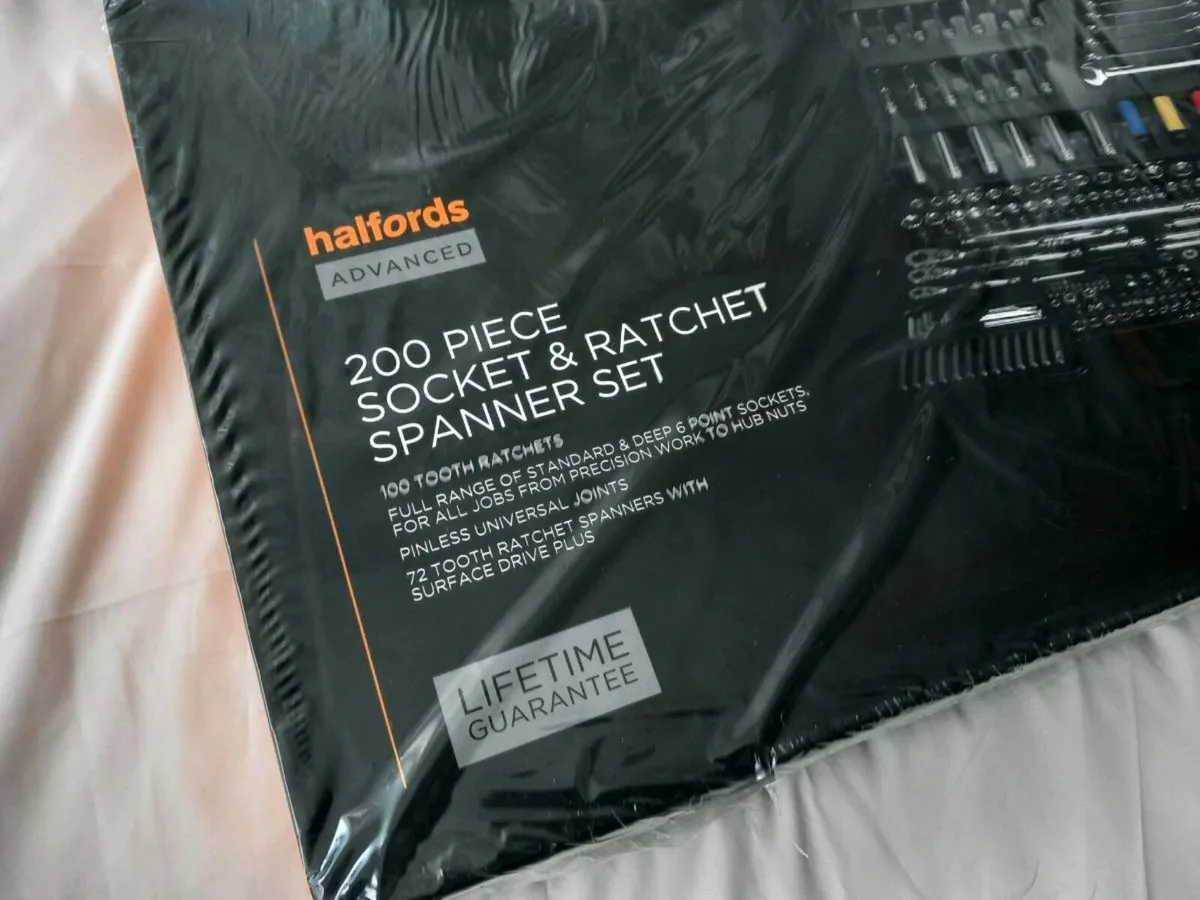 halfords
ADVANCED
200 PIECE
SOCKET & RATCHET
SPANNER SET
100 TOOTH RATCHETS
FULL RANGE OF STANDARD & DEEP 6 POINT SOCKETS,
FOR ALL JOBS FROM PRECISION WORK TO HUB NUTS
PINLESS UNIVERSAL JOINTS
72 TOOTH RATCHET SPANNERS WITH
SURFACE DRIVE PLUS
LIFETIME
GUARANTEE